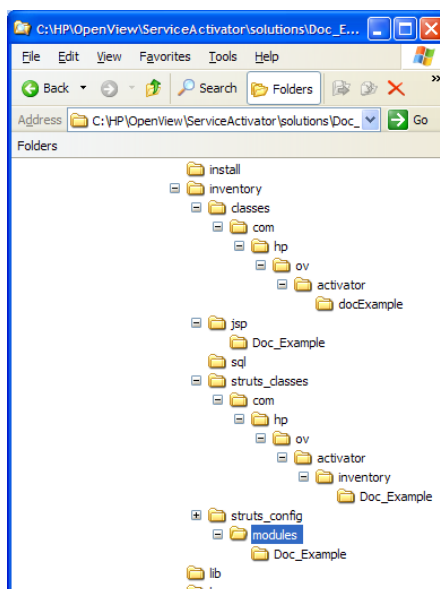 C:\HP\OpenView\ServiceActivator\solutions\Doc_E...
File Edit View Favorites Tools Help
Back Search Folders »
Address C:\HP\OpenView\ServiceActivator\solutions\Doc_ Go
Folders
install
inventory
classes
com
hp
ov
activator
docExample
jsp
Doc_Example
sql
struts_classes
com
hp
ov
activator
inventory
Doc_Example
struts_config
modules
Doc_Example
lib